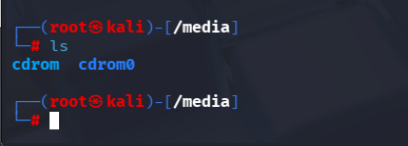 ┌──(root㉿kali)-[/media]
└─# ls
cdrom  cdrom0
┌──(root㉿kali)-[/media]
└─#